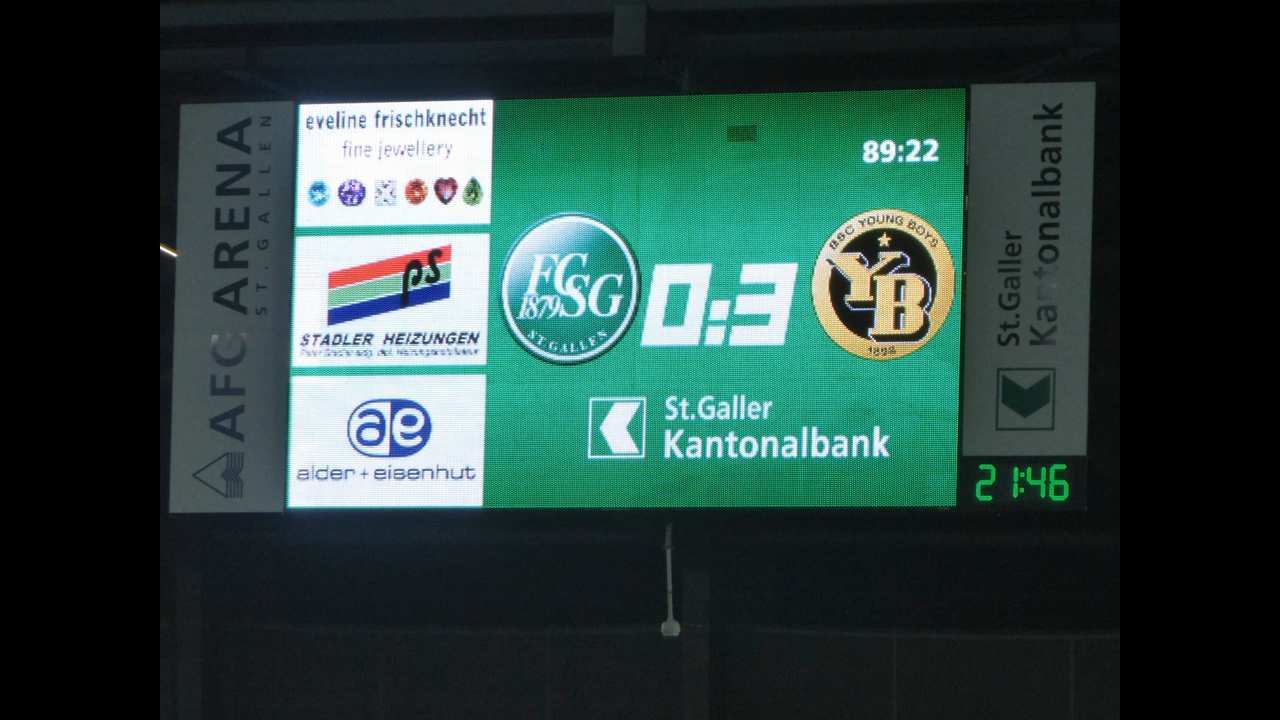 AFG ARENA
ST. GALLEN
eveline frischknecht
fine jewellery
ps
STADLER HEIZUNGEN
ae
alder + eisenhut
89:22
FC
SG
1879
ST. GALLEN
0:3
BSC YOUNG BOYS
YB
1898
St.Galler
Kantonalbank
St.Galler
Kantonalbank
21:46